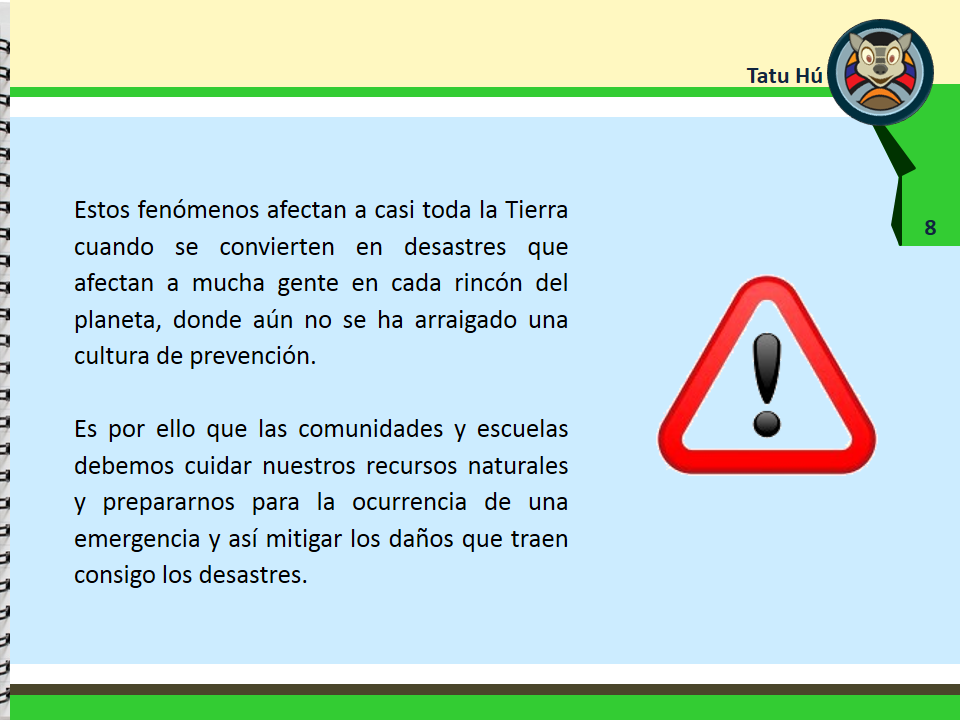 Tatu Hú
8
Estos fenómenos afectan a casi toda la Tierra
cuando se convierten en desastres que
afectan a mucha gente en cada rincón del
planeta, donde aún no se ha arraigado una
cultura de prevención.
Es por ello que las comunidades y escuelas
debemos cuidar nuestros recursos naturales
y prepararnos para la ocurrencia de una
emergencia y así mitigar los daños que traen
consigo los desastres.